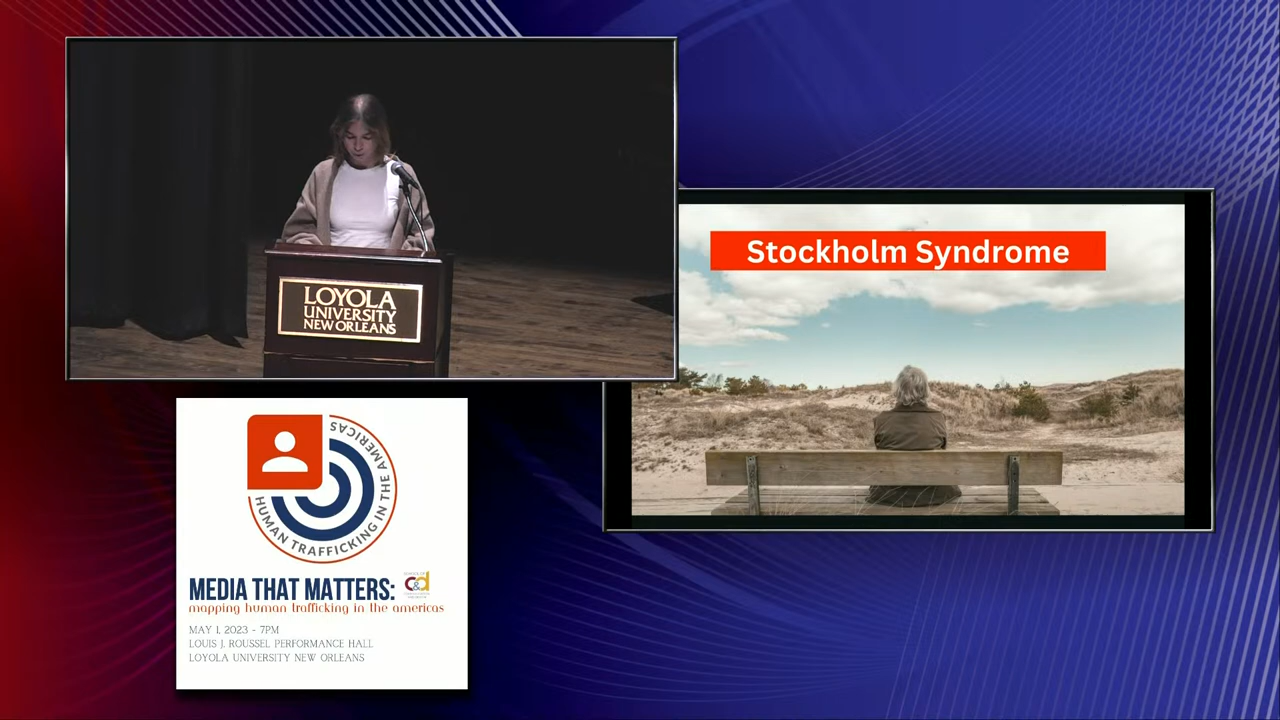 LOYOLA
UNIVERSITY
NEW ORLEANS
Stockholm Syndrome
HUMAN TRAFFICKING IN THE AMERICAS
MEDIA THAT MATTERS:
c&d
mapping human trafficking in the americas
MAY 1, 2023 - 7PM
LOUIS J. ROUSSEL PERFORMANCE HALL
LOYOLA UNIVERSITY NEW ORLEANS